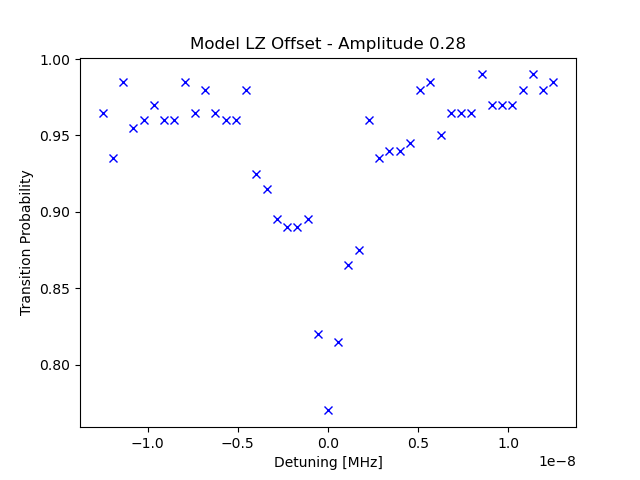 Model LZ Offset - Amplitude 0.28
1.00
0.95
0.90
0.85
0.80
Transition Probability
−1.0
−0.5
0.0
0.5
1.0
1e−8
Detuning [MHz]